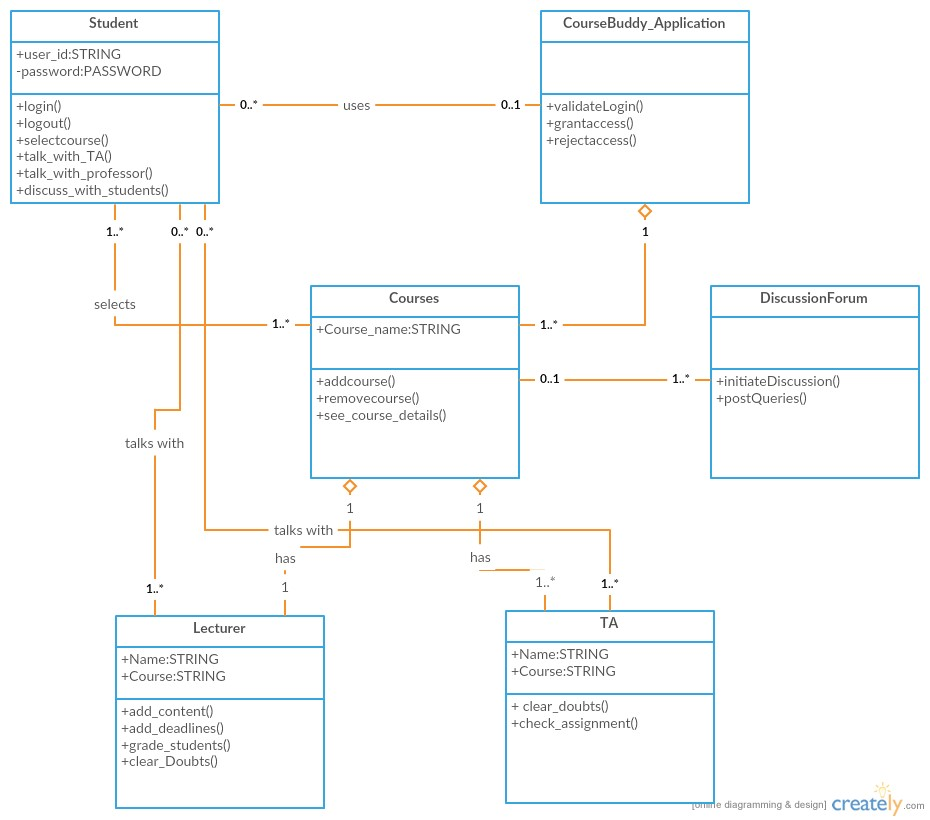 Student
+user_id:STRING
-password:PASSWORD
+login()
+logout()
+selectcourse()
+talk_with_TA()
+talk_with_professor()
+discuss_with_students()
0..*
uses
0..1
CourseBuddy_Application
+validateLogin()
+grantaccess()
+rejectaccess()
1..*
0..*
0..*
1
selects
1..*
Courses
+Course_name:STRING
+addcourse()
+removecourse()
+see_course_details()
1..*
0..1
1..*
DiscussionForum
+initiateDiscussion()
+postQueries()
talks with
1
1
talks with
has
has
1..*
1
1..*
1..*
Lecturer
+Name:STRING
+Course:STRING
+add_content()
+add_deadlines()
+grade_students()
+clear_Doubts()
TA
+Name:STRING
+Course:STRING
+ clear_doubts()
+check_assignment()
[online diagramming & design] creately.com